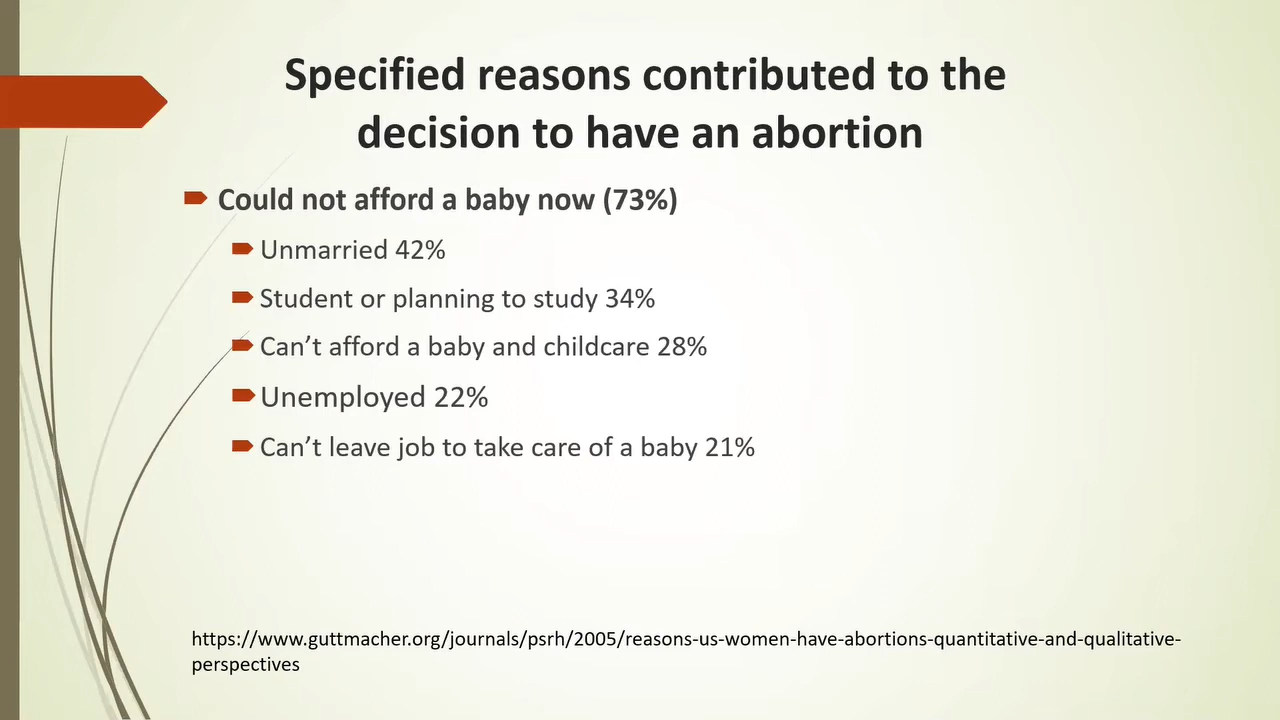 Specified reasons contributed to the
decision to have an abortion
Could not afford a baby now (73%)
Unmarried 42%
Student or planning to study 34%
Can’t afford a baby and childcare 28%
Unemployed 22%
Can’t leave job to take care of a baby 21%
https://www.guttmacher.org/journals/psrh/2005/reasons-us-women-have-abortions-quantitative-and-qualitative-
perspectives